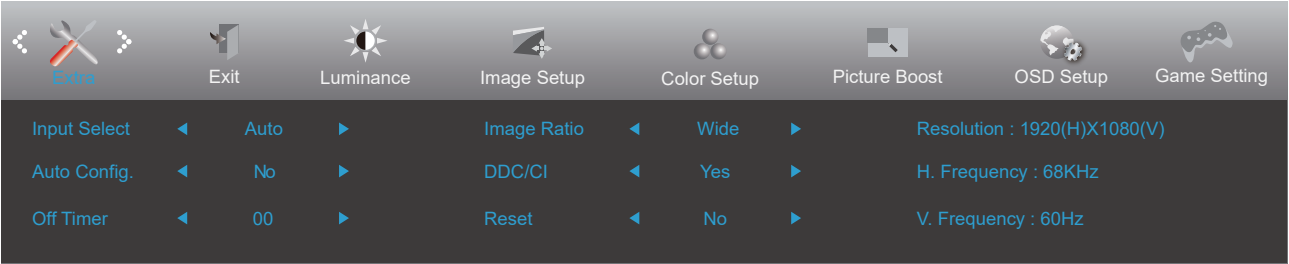 Extra Exit Luminance Image Setup Color Setup Picture Boost OSD Setup Game Setting
Input Select Auto Image Ratio Wide Resolution : 1920(H)X1080(V)
Auto Config. No DDC/CI Yes H. Frequency : 68KHz
Off Timer 00 Reset No V. Frequency : 60Hz